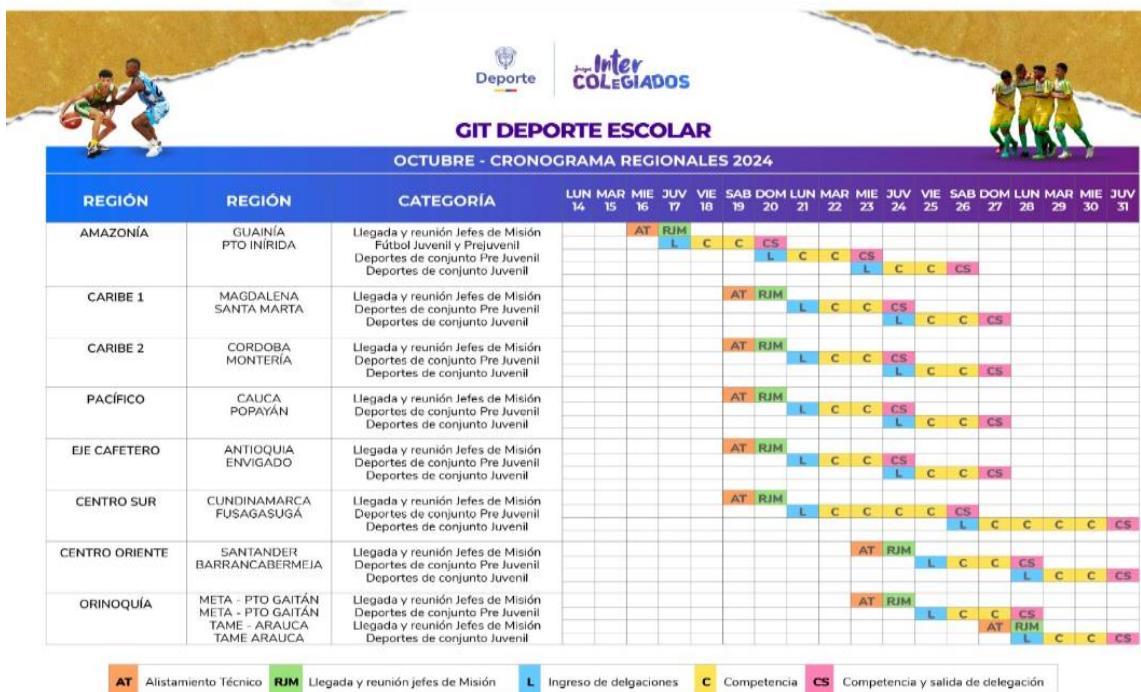 Deporte
Juegos Inter
COLEGIADOS
GIT DEPORTE ESCOLAR
OCTUBRE - CRONOGRAMA REGIONALES 2024
REGIÓN REGIÓN CATEGORÍA LUN 14 MAR 15 MIE 16 JUV 17 VIE 18 SAB 19 DOM 20 LUN 21 MAR 22 MIE 23 JUV 24 VIE 25 SAB 26 DOM 27 LUN 28 MAR 29 MIE 30 JUV 31
AMAZONÍA GUAINÍA Llegada y reunión Jefes de Misión AT RJM
PTO INÍRIDA Fútbol Juvenil y Prejuvenil L C C CS
Deportes de conjunto Pre Juvenil L C C CS
Deportes de conjunto Juvenil L C C CS
CARIBE 1 MAGDALENA Llegada y reunión Jefes de Misión AT RJM
SANTA MARTA Deportes de conjunto Pre Juvenil L C C CS
Deportes de conjunto Juvenil L C C CS
CARIBE 2 CORDOBA Llegada y reunión Jefes de Misión AT RJM
MONTERÍA Deportes de conjunto Pre Juvenil L C C CS
Deportes de conjunto Juvenil L C C CS
PACÍFICO CAUCA Llegada y reunión Jefes de Misión AT RJM
POPAYÁN Deportes de conjunto Pre Juvenil L C C CS
Deportes de conjunto Juvenil L C C CS
EJE CAFETERO ANTIOQUIA Llegada y reunión Jefes de Misión AT RJM
ENVIGADO Deportes de conjunto Pre Juvenil L C C CS
Deportes de conjunto Juvenil L C C CS
CENTRO SUR CUNDINAMARCA Llegada y reunión Jefes de Misión AT RJM
FUSAGASUGÁ Deportes de conjunto Pre Juvenil L C C C C CS
Deportes de conjunto Juvenil L C C C C CS
CENTRO ORIENTE SANTANDER Llegada y reunión Jefes de Misión AT RJM
BARRANCABERMEJA Deportes de conjunto Pre Juvenil L C C CS
Deportes de conjunto Juvenil L C C CS
ORINOQUÍA META - PTO GAITÁN Llegada y reunión Jefes de Misión AT RJM
META - PTO GAITÁN Deportes de conjunto Pre Juvenil L C C CS
TAME - ARAUCA Llegada y reunión Jefes de Misión AT RJM
TAME ARAUCA Deportes de conjunto Juvenil L C C CS
AT Alistamiento Técnico RJM Llegada y reunión jefes de Misión L Ingreso de delgaciones C Competencia CS Competencia y salida de delegación